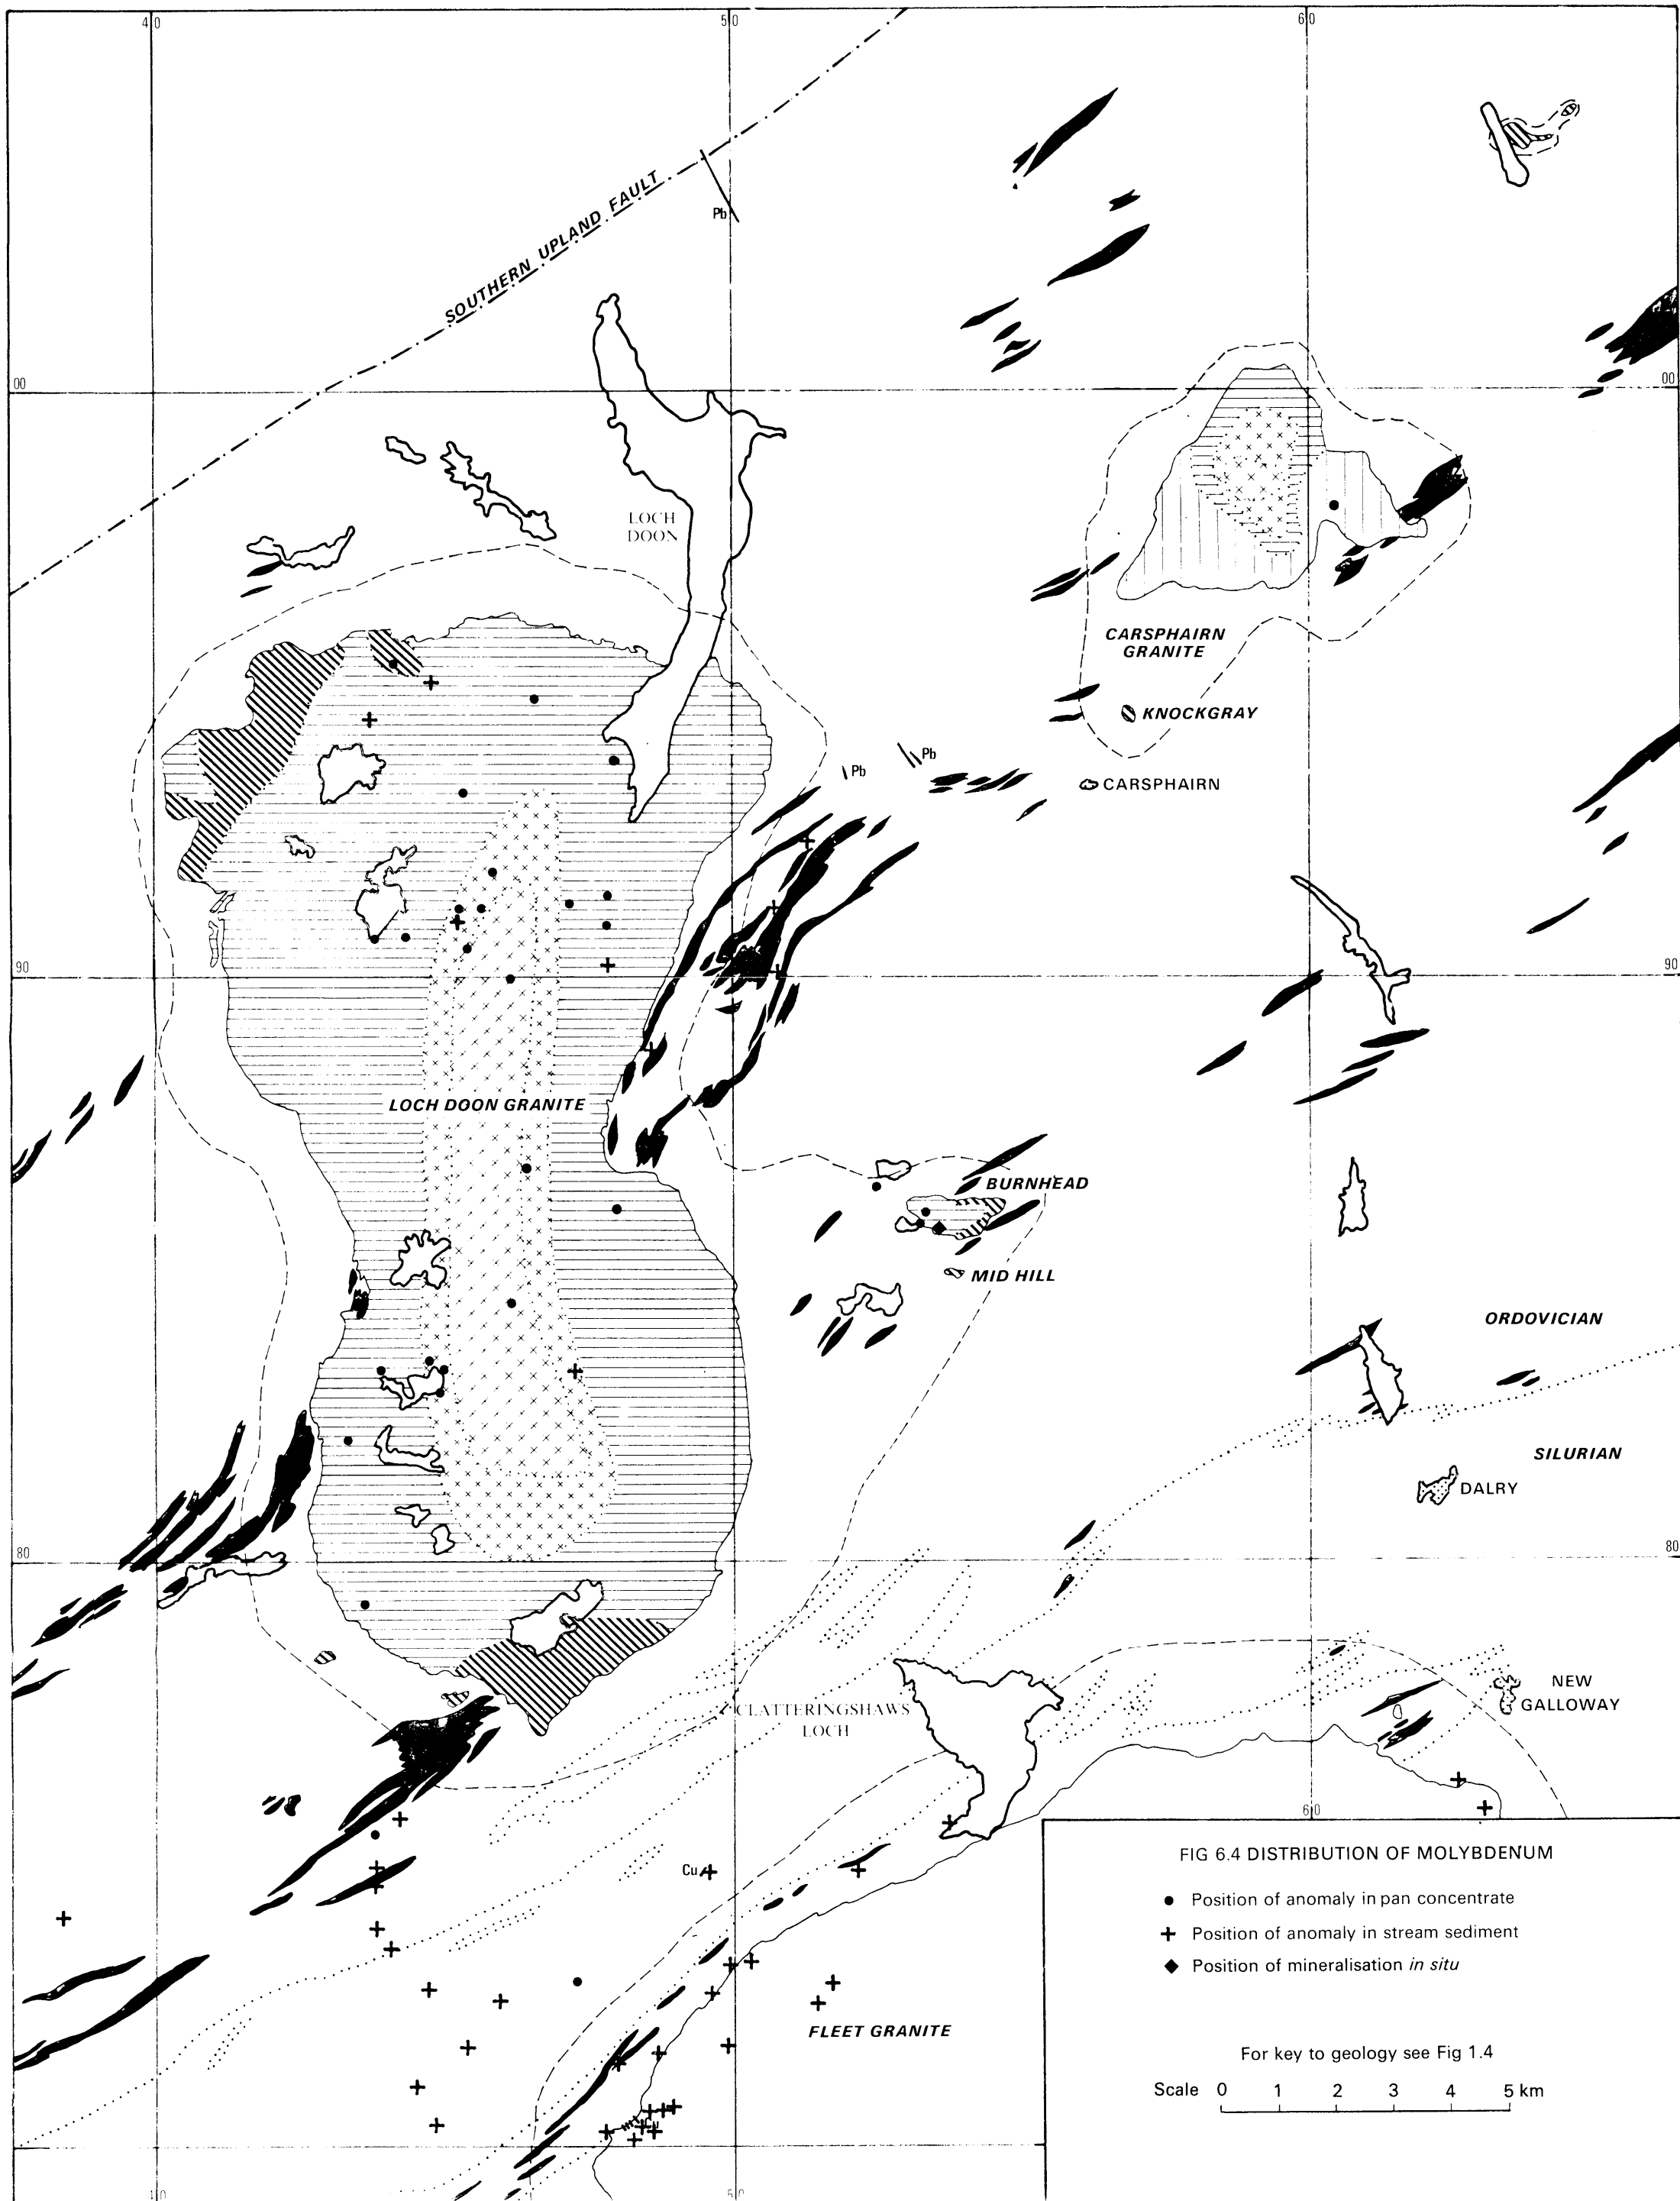 40
50
60
SOUTHERN UPLAND FAULT
Pb
00
00
LOCH
DOON
CARSPHAIRN
GRANITE
KNOCKGRAY
Pb
Pb
CARSPHAIRN
90
90
LOCH DOON GRANITE
BURNHEAD
MID HILL
ORDOVICIAN
SILURIAN
DALRY
80
80
NEW
GALLOWAY
CLATTERINGSHAWS
LOCH
60
Cu
FLEET GRANITE
FIG 6.4 DISTRIBUTION OF MOLYBDENUM
Position of anomaly in pan concentrate
Position of anomaly in stream sediment
Position of mineralisation in situ
For key to geology see Fig 1.4
Scale 0 1 2 3 4 5 km
40
50